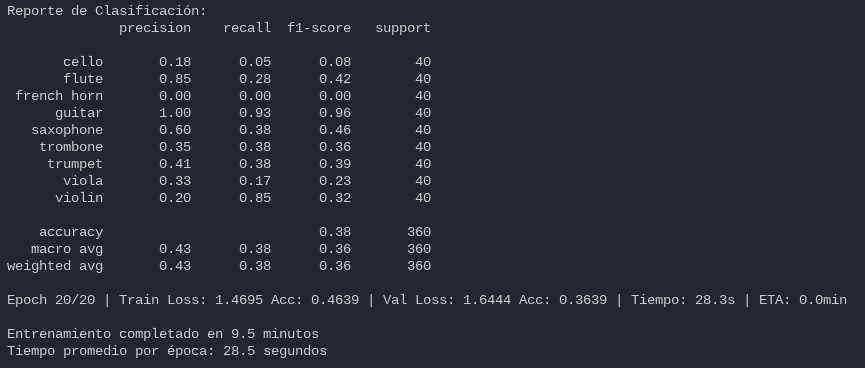 Reporte de Clasificación:
precision recall f1-score support
cello 0.18 0.05 0.08 40
flute 0.85 0.28 0.42 40
french horn 0.00 0.00 0.00 40
guitar 1.00 0.93 0.96 40
saxophone 0.60 0.38 0.46 40
trombone 0.35 0.38 0.36 40
trumpet 0.41 0.38 0.39 40
viola 0.33 0.17 0.23 40
violin 0.20 0.85 0.32 40
accuracy 0.38 360
macro avg 0.43 0.38 0.36 360
weighted avg 0.43 0.38 0.36 360
Epoch 20/20 | Train Loss: 1.4695 Acc: 0.4639 | Val Loss: 1.6444 Acc: 0.3639 | Tiempo: 28.3s | ETA: 0.0min
Entrenamiento completado en 9.5 minutos
Tiempo promedio por época: 28.5 segundos